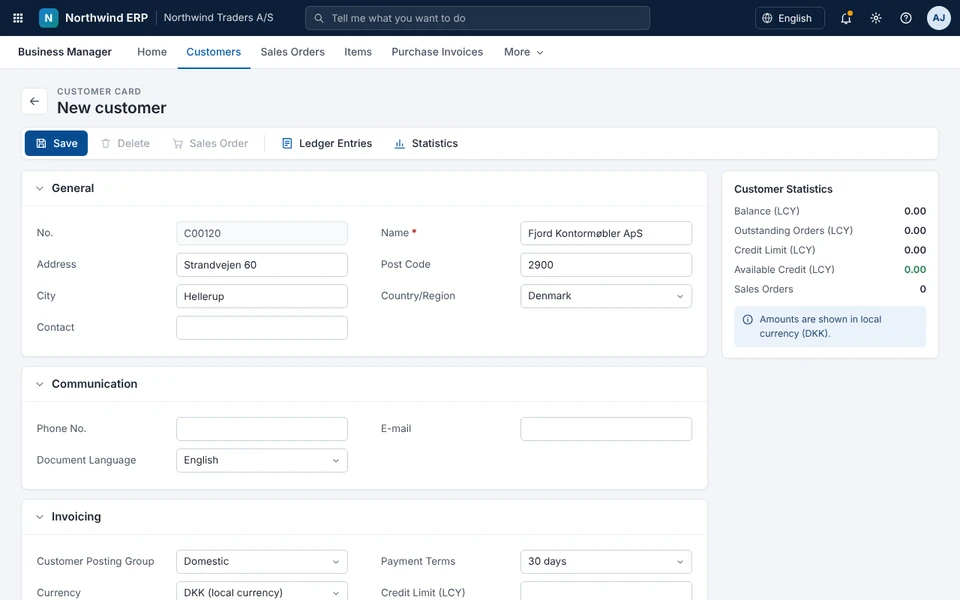 N Northwind ERP Northwind Traders A/S Tell me what you want to do English AJ
Business Manager Home Customers Sales Orders Items Purchase Invoices More
CUSTOMER CARD
New customer
Save Delete Sales Order Ledger Entries Statistics
General
No. C00120 Name * Fjord Kontormøbler ApS
Address Strandvejen 60 Post Code 2900
City Hellerup Country/Region Denmark
Contact
Communication
Phone No. E-mail
Document Language English
Invoicing
Customer Posting Group Domestic Payment Terms 30 days
Currency DKK (local currency) Credit Limit (LCY)
Customer Statistics
Balance (LCY) 0.00
Outstanding Orders (LCY) 0.00
Credit Limit (LCY) 0.00
Available Credit (LCY) 0.00
Sales Orders 0
Amounts are shown in local
currency (DKK).